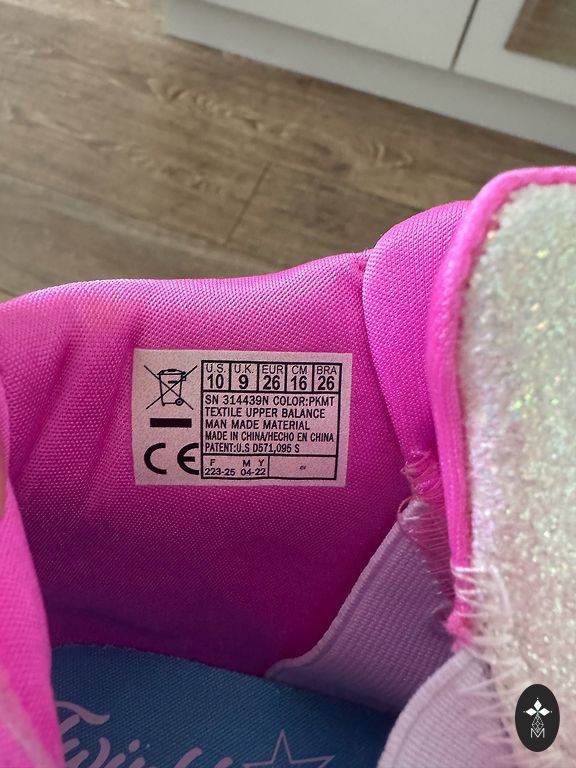 U.S. U.K. EUR CM BRA
10 9 26 16 26
SN 314439N COLOR:PKMT
TEXTILE UPPER BALANCE
MAN MADE MATERIAL
MADE IN CHINA/HECHO EN CHINA
PATENT:U.S D571,095 S
CE
F M Y
223-25 04-22
Twinkle
M